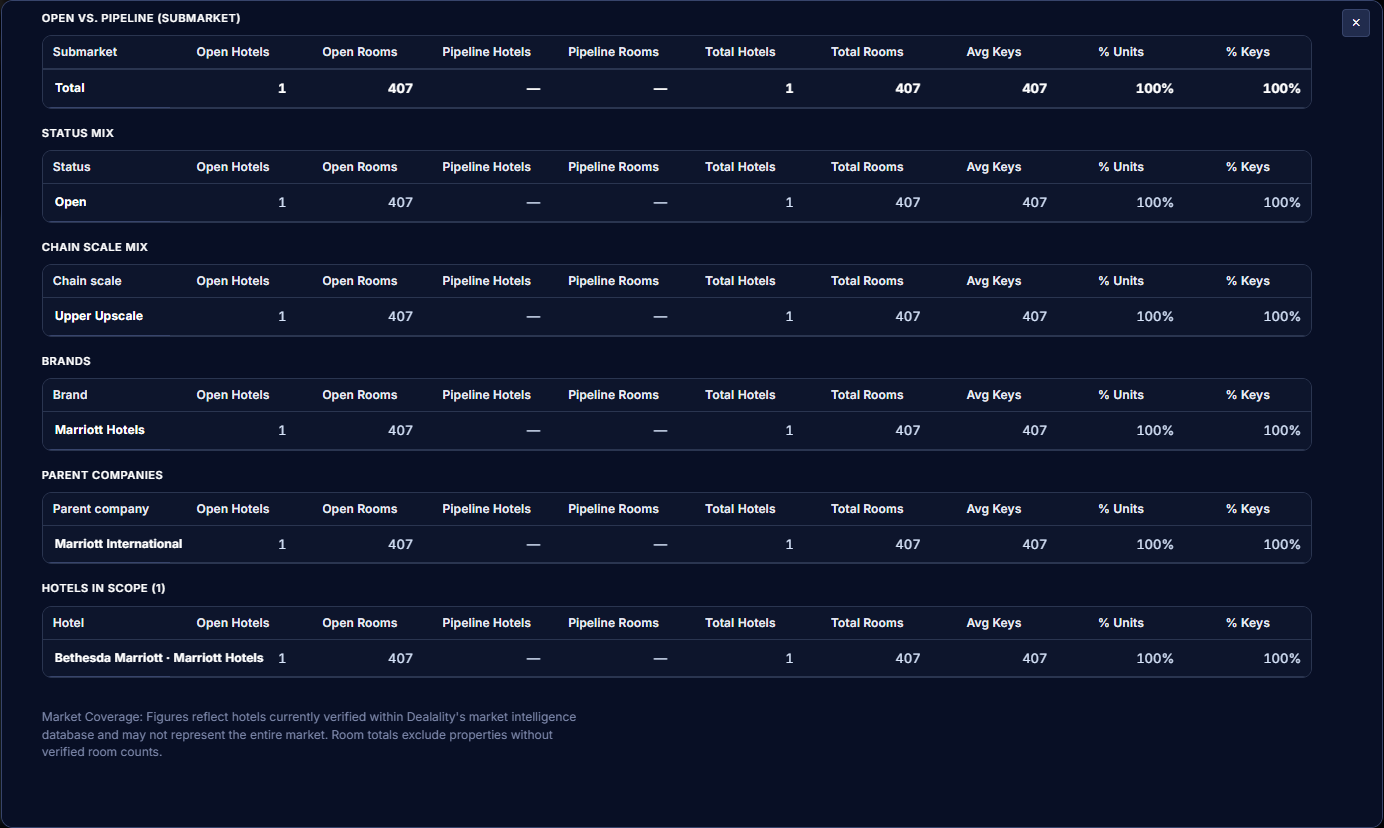 OPEN VS. PIPELINE (SUBMARKET)
×
Submarket Open Hotels Open Rooms Pipeline Hotels Pipeline Rooms Total Hotels Total Rooms Avg Keys % Units % Keys
Total 1 407 — — 1 407 407 100% 100%
STATUS MIX
Status Open Hotels Open Rooms Pipeline Hotels Pipeline Rooms Total Hotels Total Rooms Avg Keys % Units % Keys
Open 1 407 — — 1 407 407 100% 100%
CHAIN SCALE MIX
Chain scale Open Hotels Open Rooms Pipeline Hotels Pipeline Rooms Total Hotels Total Rooms Avg Keys % Units % Keys
Upper Upscale 1 407 — — 1 407 407 100% 100%
BRANDS
Brand Open Hotels Open Rooms Pipeline Hotels Pipeline Rooms Total Hotels Total Rooms Avg Keys % Units % Keys
Marriott Hotels 1 407 — — 1 407 407 100% 100%
PARENT COMPANIES
Parent company Open Hotels Open Rooms Pipeline Hotels Pipeline Rooms Total Hotels Total Rooms Avg Keys % Units % Keys
Marriott International 1 407 — — 1 407 407 100% 100%
HOTELS IN SCOPE (1)
Hotel Open Hotels Open Rooms Pipeline Hotels Pipeline Rooms Total Hotels Total Rooms Avg Keys % Units % Keys
Bethesda Marriott · Marriott Hotels 1 407 — — 1 407 407 100% 100%
Market Coverage: Figures reflect hotels currently verified within Dealality's market intelligence
database and may not represent the entire market. Room totals exclude properties without
verified room counts.